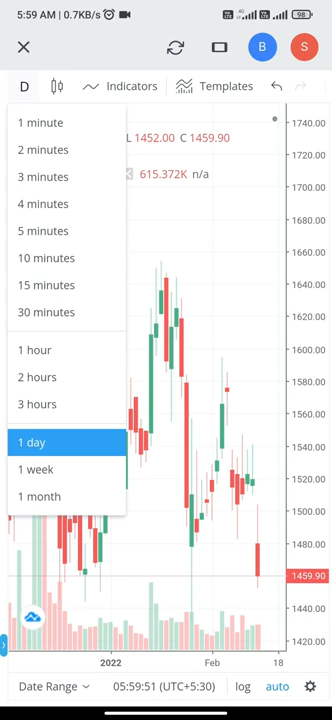 5:59 AM | 0.7KB/s
4G
98
B
S
D
Indicators
Templates
1 minute
2 minutes
3 minutes
4 minutes
5 minutes
10 minutes
15 minutes
30 minutes
1 hour
2 hours
3 hours
1 day
1 week
1 month
L 1452.00 C 1459.90
615.372K n/a
1740.00
1720.00
1700.00
1680.00
1660.00
1640.00
1620.00
1600.00
1580.00
1560.00
1540.00
1520.00
1500.00
1480.00
1459.90
1440.00
1420.00
2022
Feb
18
Date Range
05:59:51 (UTC+5:30)
log
auto